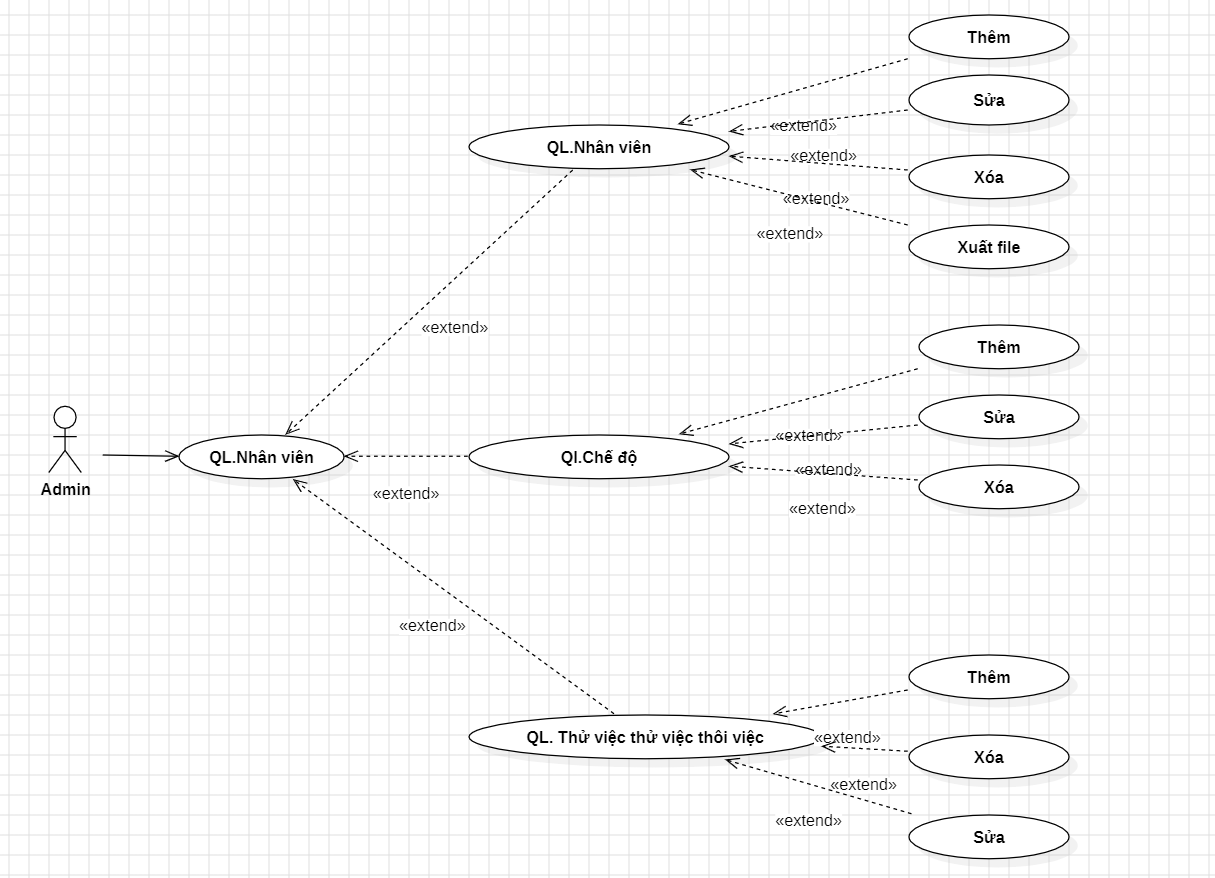 Thêm
Sửa
«extend»
QL.Nhân viên
«extend»
Xóa
«extend»
«extend»
Xuất file
«extend»
Thêm
Sửa
«extend»
QL.Nhân viên
QI.Chế độ
«extend»
Xóa
Admin
«extend»
«extend»
«extend»
Thêm
QL. Thử việc thử việc thôi việc
«extend»
Xóa
«extend»
«extend»
Sửa